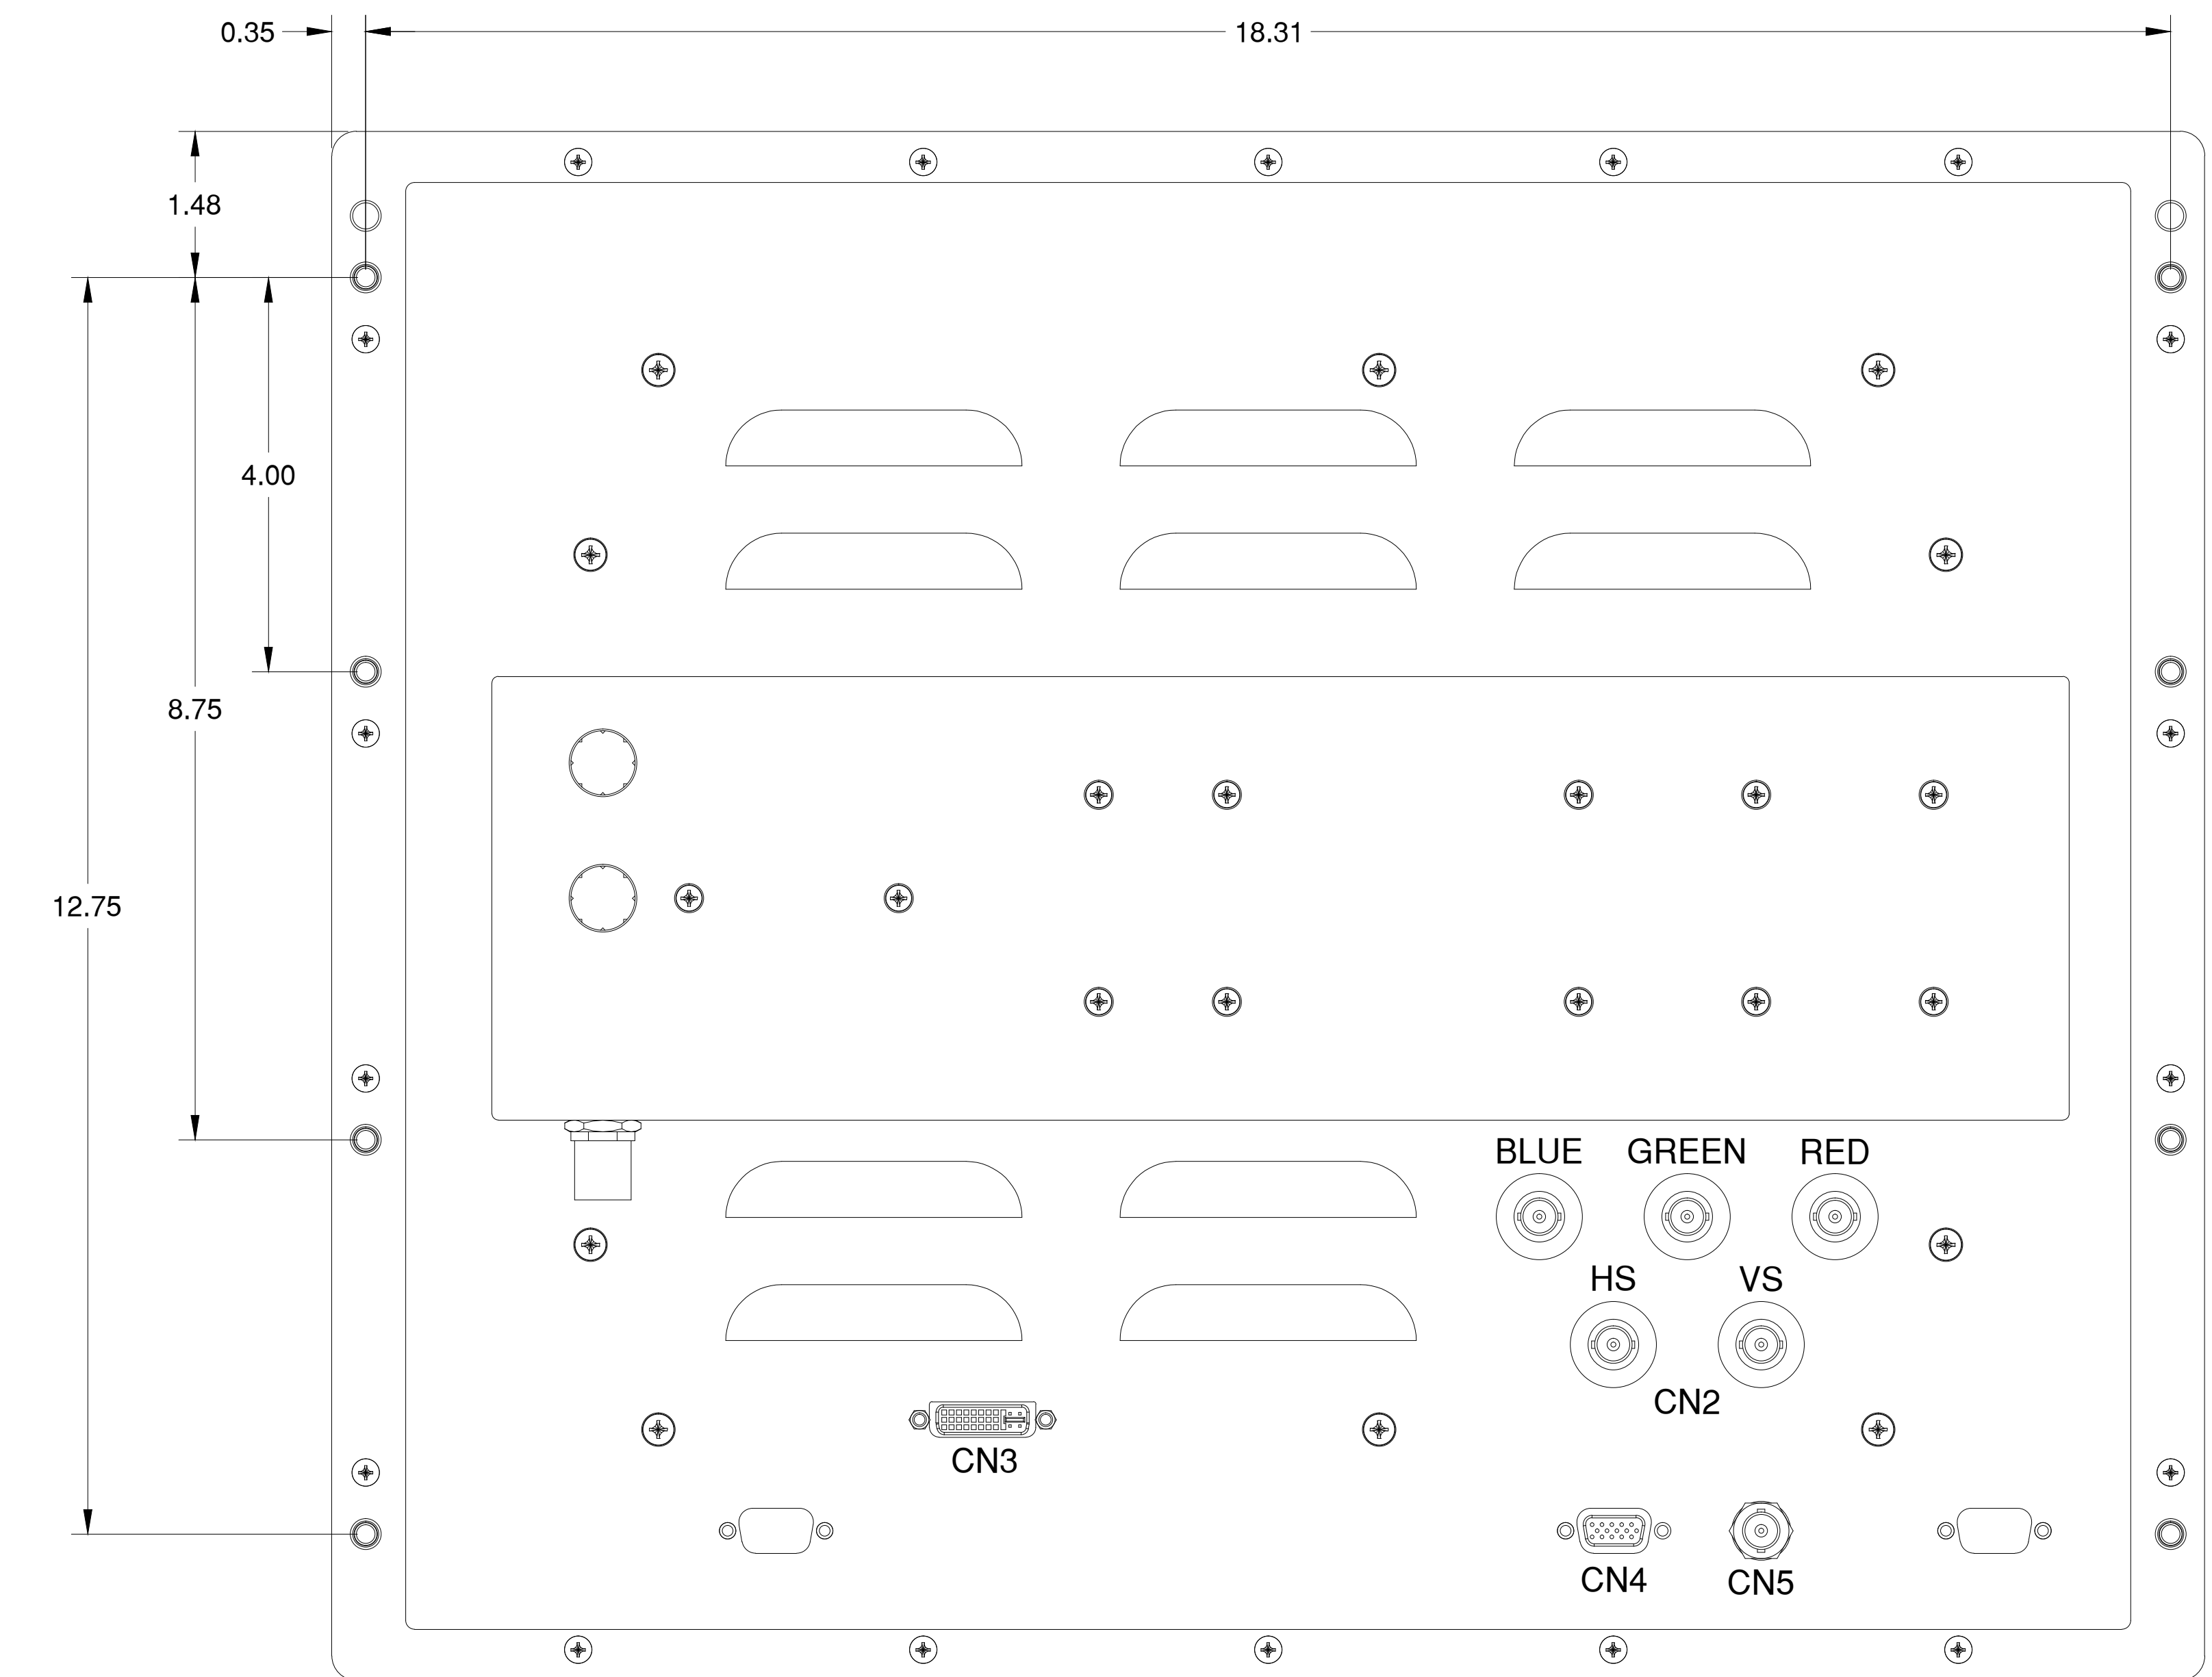 0.35
18.31
1.48
4.00
8.75
12.75
BLUE GREEN RED
HS VS
CN2
CN3
CN4 CN5